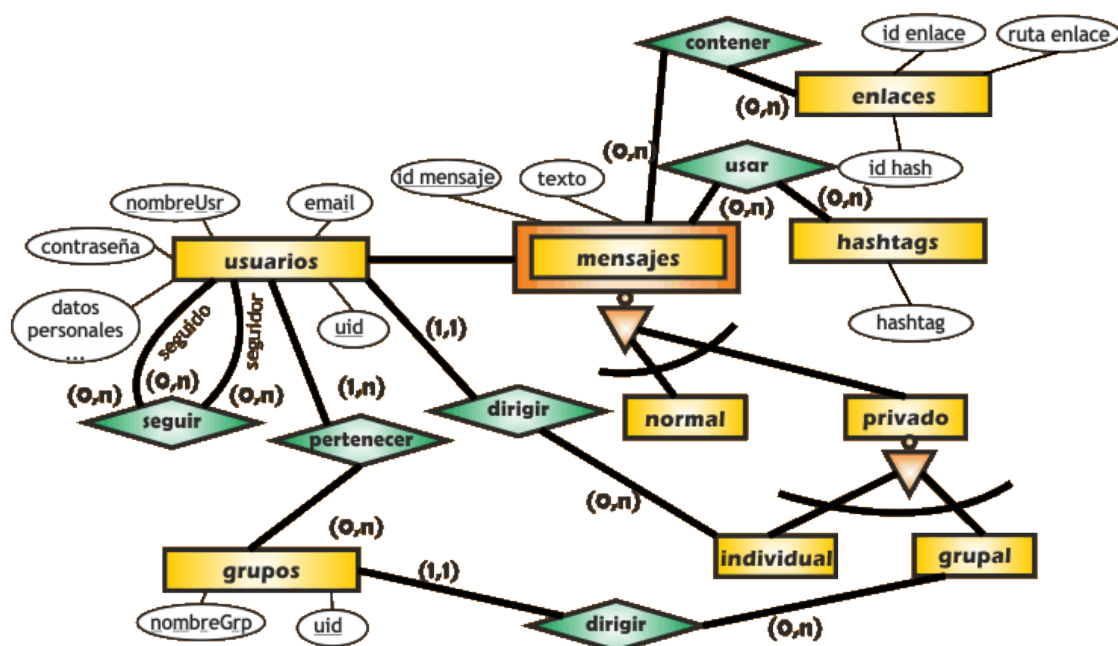 contener
id enlace
ruta enlace
enlaces
(0,n)
(0,n)
usar
id hash
id mensaje
texto
(0,n)
(0,n)
nombreUsr
email
contraseña
usuarios
mensajes
hashtags
datos
personales
...
seguido
seguidor
uid
(1,1)
hashtag
(0,n)
(0,n)
(0,n)
(1,n)
seguir
pertenecer
dirigir
normal
privado
(0,n)
(0,n)
individual
grupal
grupos
(1,1)
nombreGrp
uid
dirigir
(0,n)